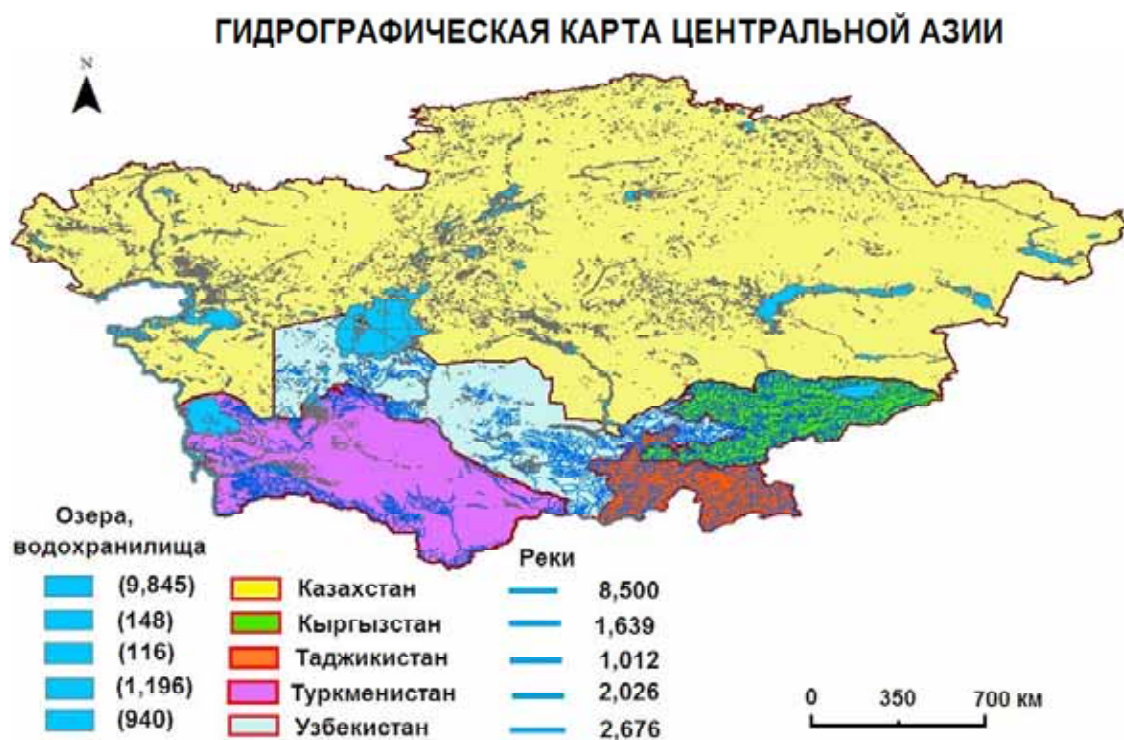 ГИДРОГРАФИЧЕСКАЯ КАРТА ЦЕНТРАЛЬНОЙ АЗИИ
N
Озера,
водохранилища
Реки
(9,845) Казахстан 8,500
(148) Кыргызстан 1,639
(116) Таджикистан 1,012
(1,196) Туркменистан 2,026
(940) Узбекистан 2,676
0 350 700 км